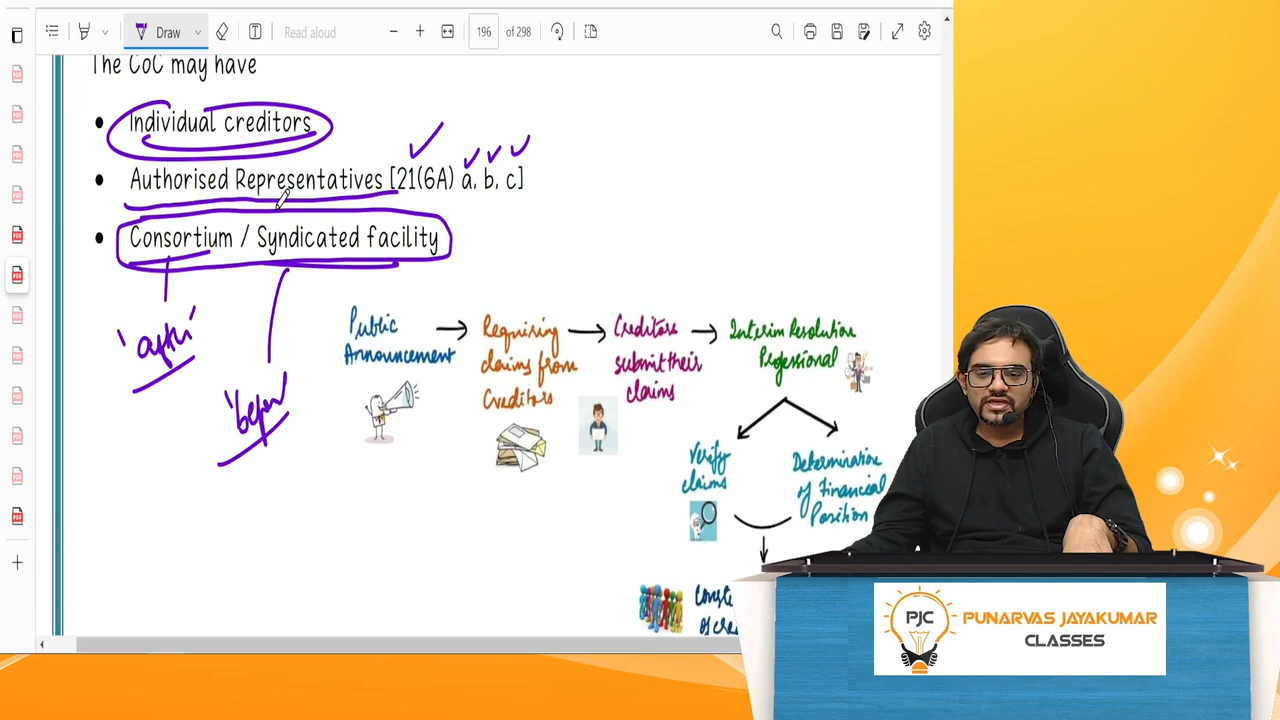 Draw
Read aloud
196 of 298
The CoC may have
• Individual creditors
• Authorised Representatives [21(6A) a, b, c]
• Consortium / Syndicated facility
Public Announcement
Requiring claims from Creditors
Creditors submit their claims
Interim Resolution Professional
'after'
'before'
Verify claims
Determination of Financial Position
PJC
PUNARVAS JAYAKUMAR
CLASSES